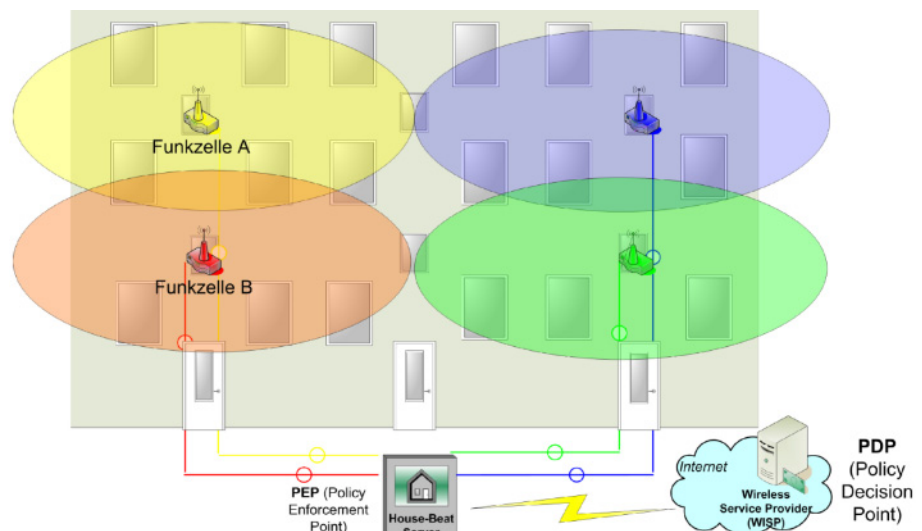 Funkzelle A
Funkzelle B
PEP (Policy
Enforcement
Point)
House-Beat
Internet
Wireless
Service Provider
(WISP)
PDP
(Policy
Decision
Point)